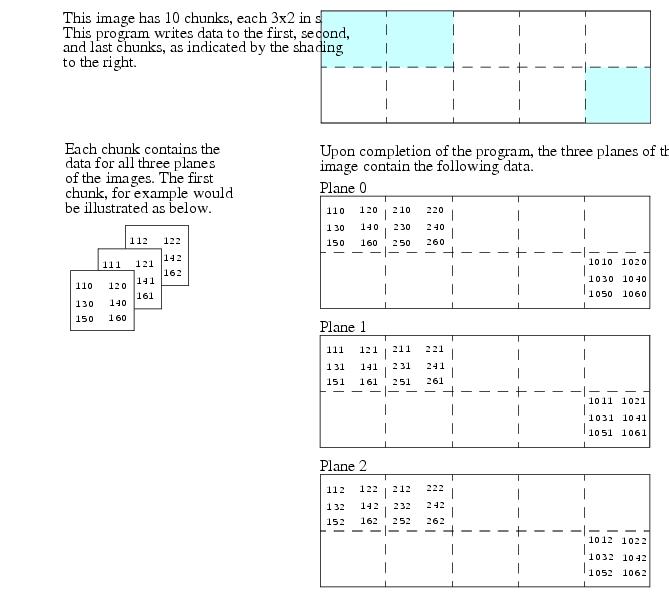 This image has 10 chunks, each 3x2 in s
This program writes data to the first, second,
and last chunks, as indicated by the shading
to the right.
Each chunk contains the
data for all three planes
of the images. The first
chunk, for example would
be illustrated as below.
112 122
142
162
111 121
141
161
110 120
130 140
150 160
Upon completion of the program, the three planes of th
image contain the following data.
Plane 0
110 120 210 220
130 140 230 240
150 160 250 260
1010 1020
1030 1040
1050 1060
Plane 1
111 121 211 221
131 141 231 241
151 161 251 261
1011 1021
1031 1041
1051 1061
Plane 2
112 122 212 222
132 142 232 242
152 162 252 262
1012 1022
1032 1042
1052 1062